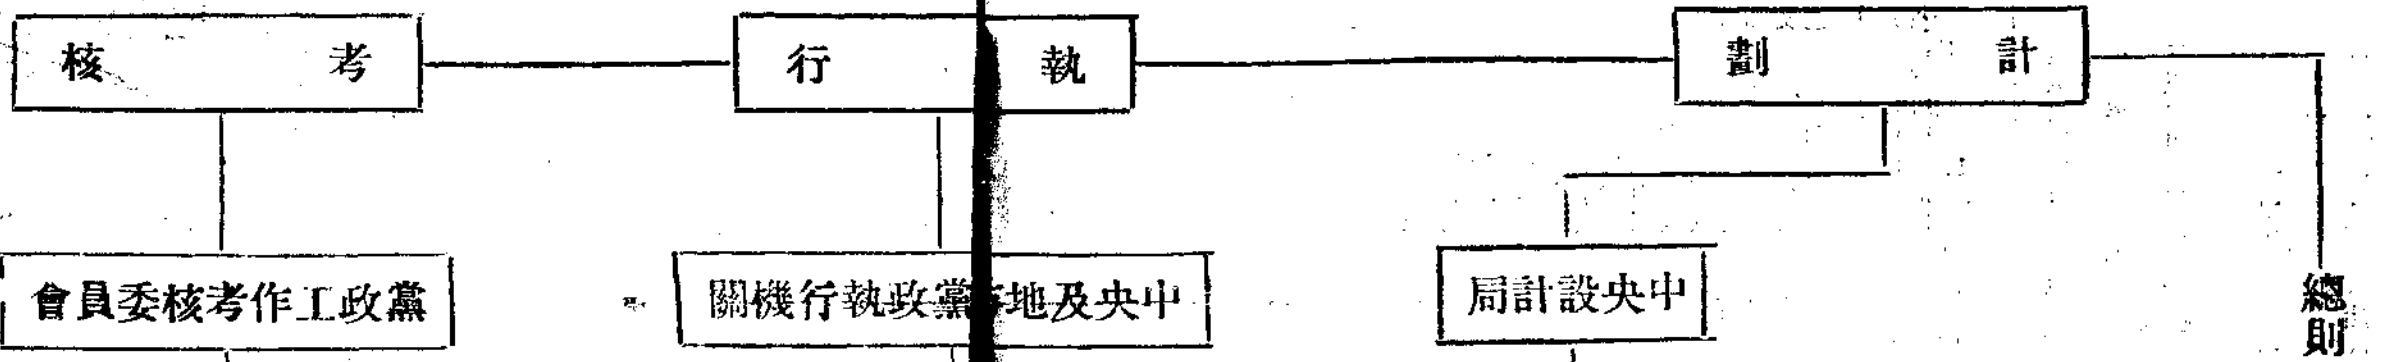 總則
計劃
執行
考核
中央設計局
中央及地方黨政執行機關
黨政工作考核委員會